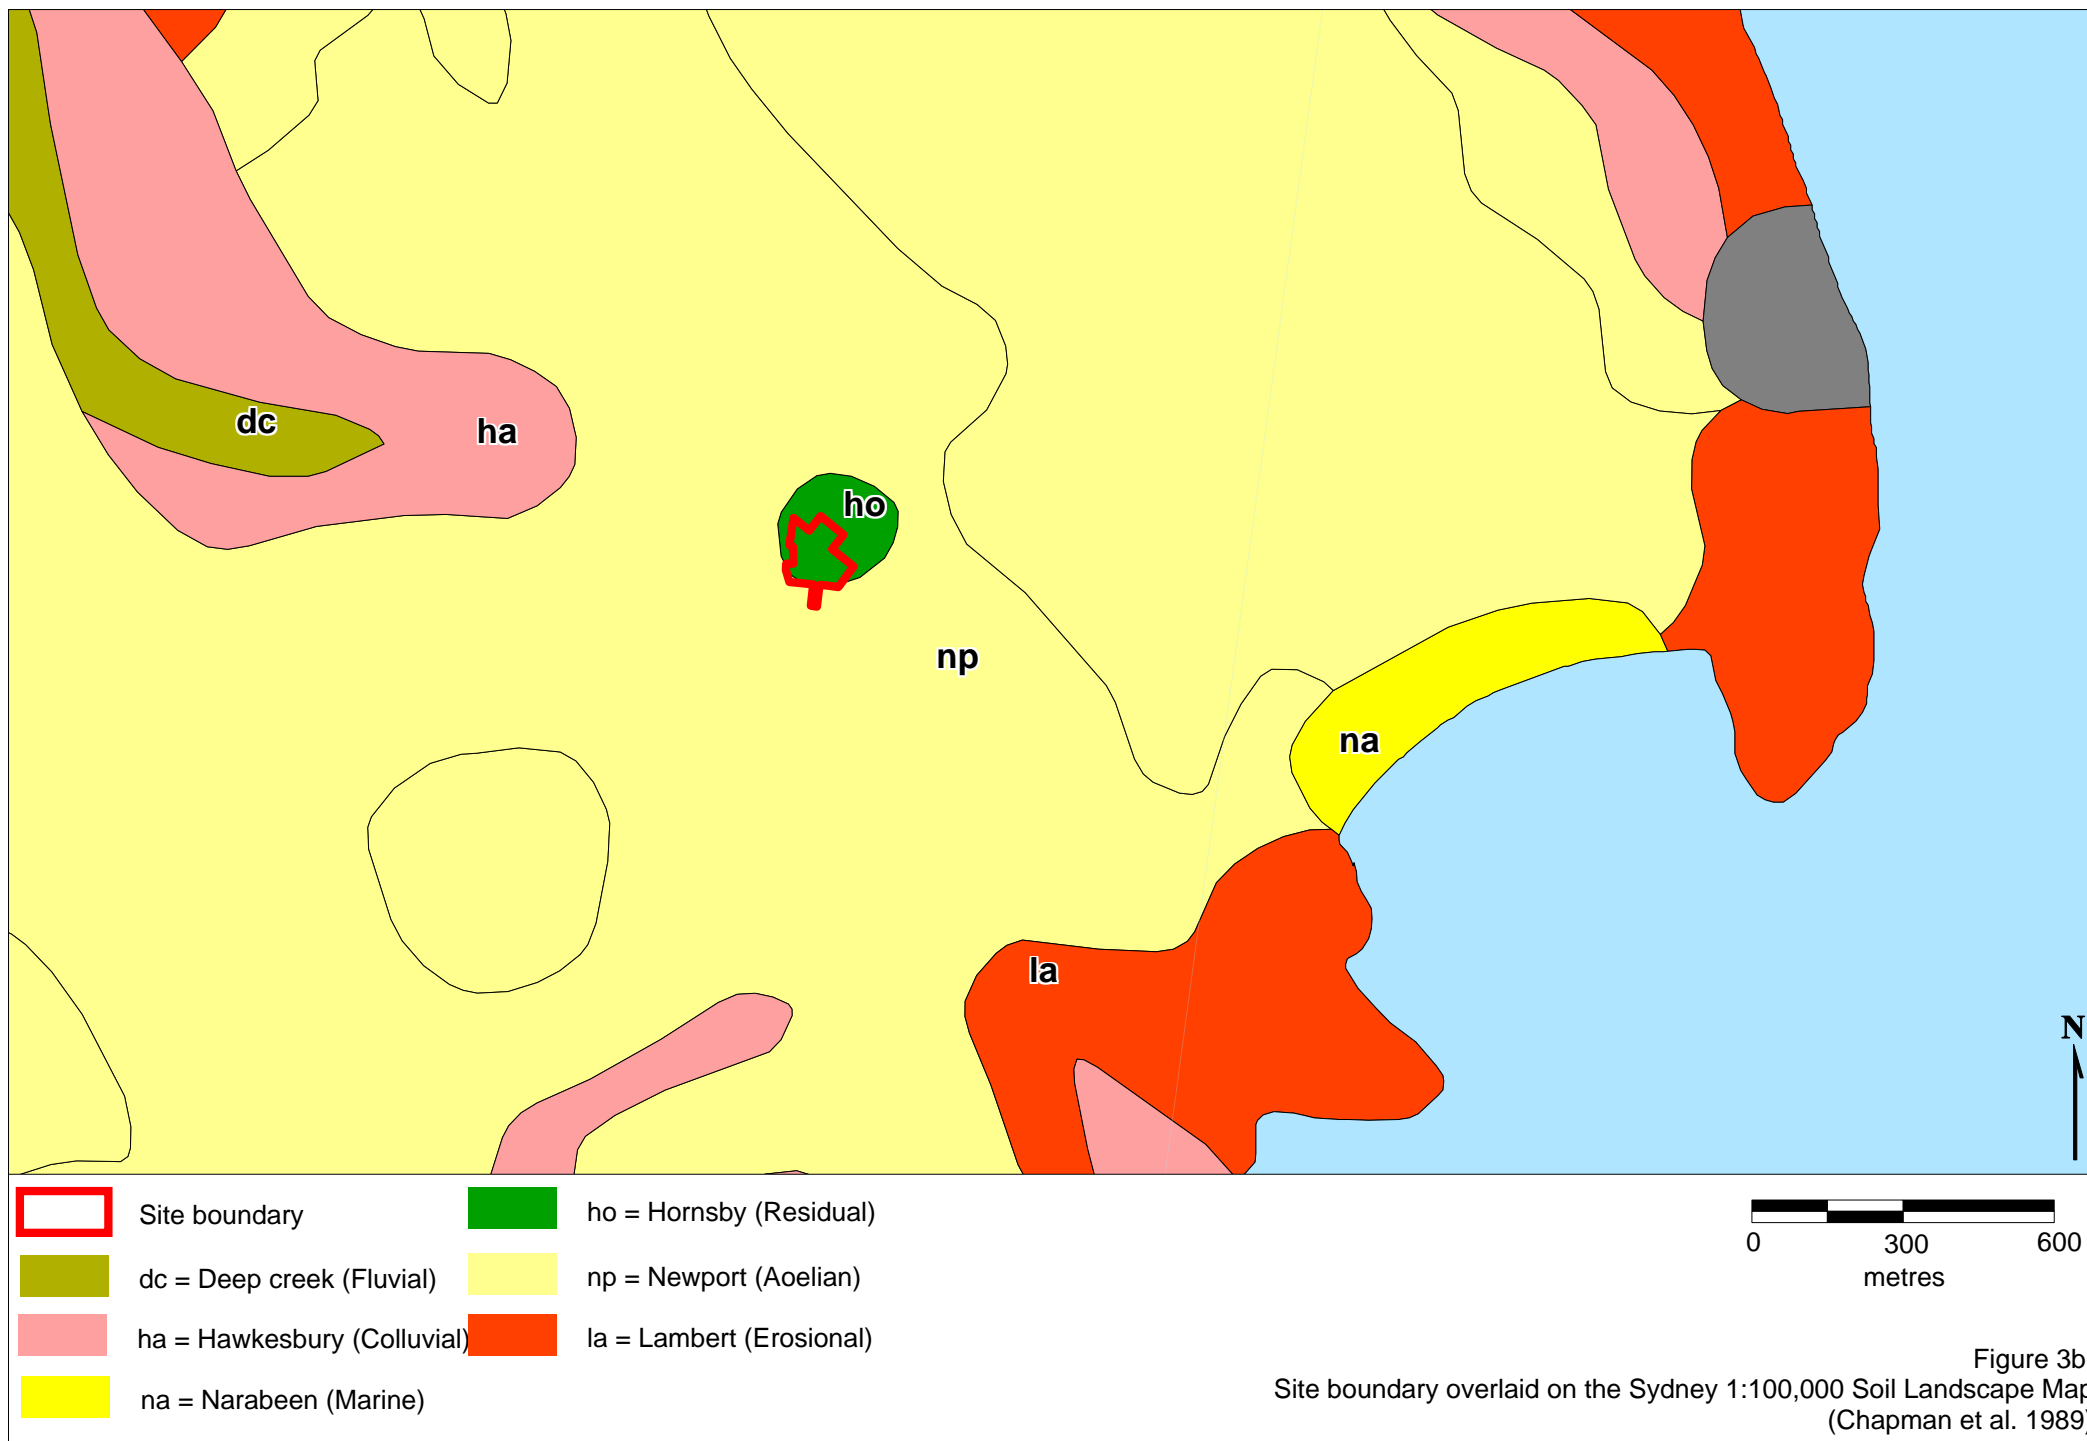 dc
ha
ho
np
na
la
N
Site boundary
dc = Deep creek (Fluvial)
ha = Hawkesbury (Colluvial)
na = Narabeen (Marine)
ho = Hornsby (Residual)
np = Newport (Aoelian)
la = Lambert (Erosional)
0 300 600
metres
Figure 3b
Site boundary overlaid on the Sydney 1:100,000 Soil Landscape Map
(Chapman et al. 1989)